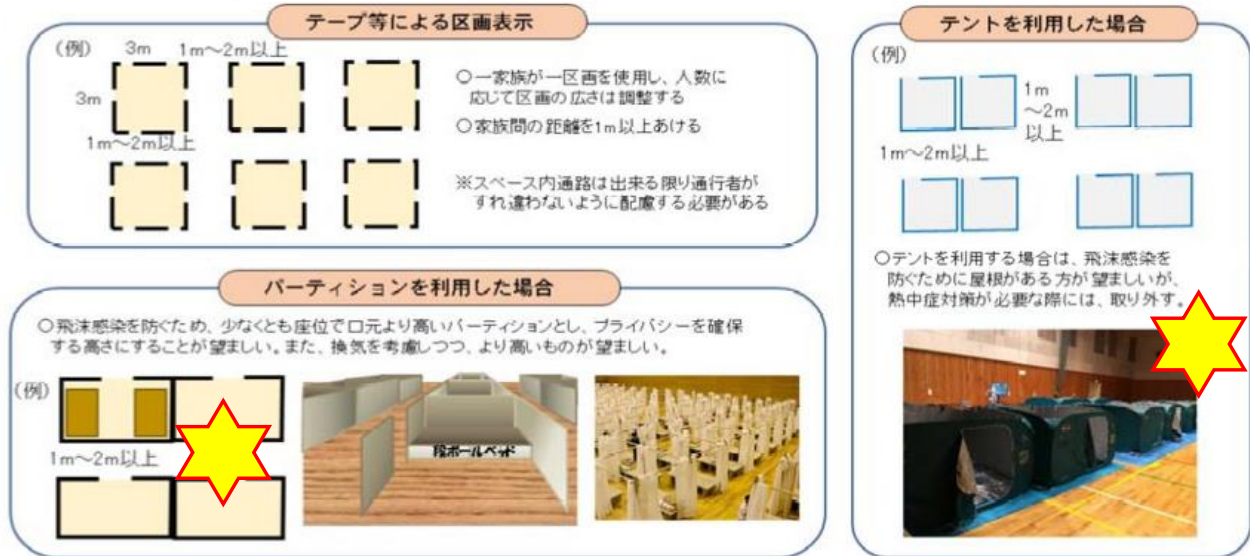 テープ等による区画表示
(例)
3m
1m～2m以上
3m
1m～2m以上
○一家族が一区画を使用し、人数に
応じて区画の広さは調整する
○家族間の距離を1m以上あける
※スペース内通路は出来る限り通行者が
すれ違わないように配慮する必要がある
パーティションを利用した場合
○飛沫感染を防ぐため、少なくとも座位で口元より高いパーティションとし、プライバシーを確保
する高さにすることが望ましい。また、換気を考慮しつつ、より高いものが望ましい。
(例)
1m～2m以上
段ボールベッド
テントを利用した場合
(例)
1m
～2m
以上
1m～2m以上
○テントを利用する場合は、飛沫感染を
防ぐために屋根がある方が望ましいが、
熱中症対策が必要な際には、取り外す。